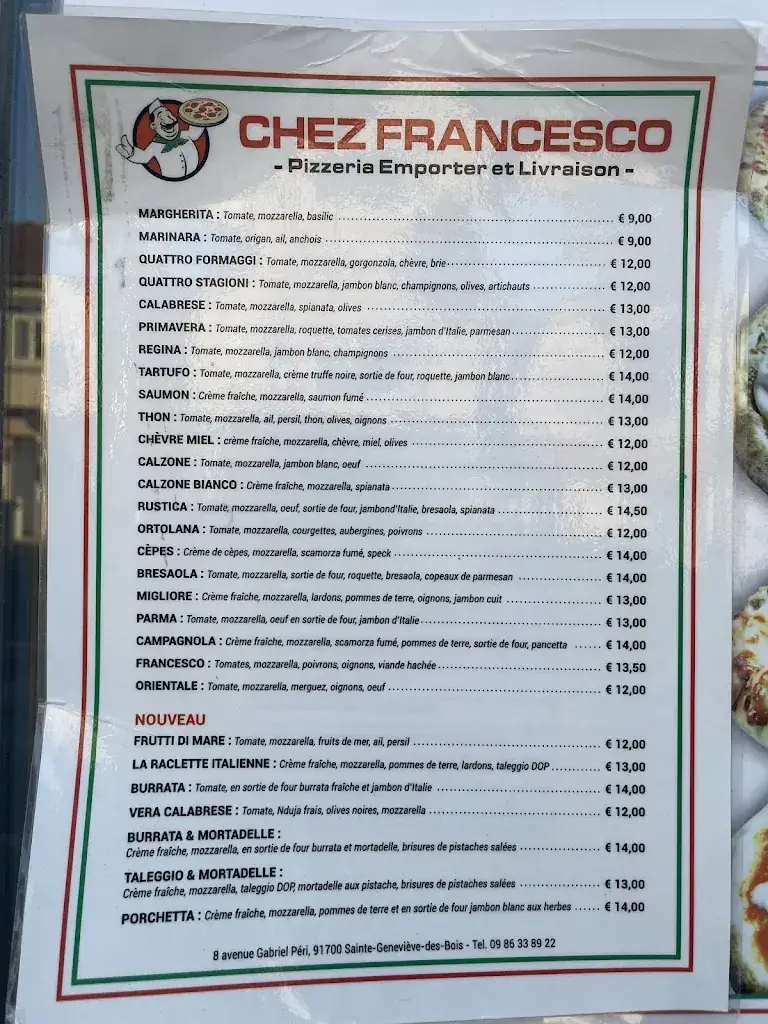 CHEZ FRANCESCO
- Pizzeria Emporter et Livraison -
MARGHERITA : Tomate, mozzarella, basilic € 9,00
MARINARA : Tomate, origan, ail, anchois € 9,00
QUATTRO FORMAGGI : Tomate, mozzarella, gorgonzola, chèvre, brie € 12,00
QUATTRO STAGIONI : Tomate, mozzarella, jambon blanc, champignons, olives, artichauts € 12,00
CALABRESE : Tomate, mozzarella, spianata, olives € 13,00
PRIMAVERA : Tomate, mozzarella, roquette, tomates cerises, jambon d'Italie, parmesan € 13,00
REGINA : Tomate, mozzarella, jambon blanc, champignons € 12,00
TARTUFO : Tomate, mozzarella, crème truffe noire, sortie de four, roquette, jambon blanc € 14,00
SAUMON : Crème fraîche, mozzarella, saumon fumé € 14,00
THON : Tomate, mozzarella, ail, persil, thon, olives, oignons € 13,00
CHÈVRE MIEL : crème fraîche, mozzarella, chèvre, miel, olives € 12,00
CALZONE : Tomate, mozzarella, jambon blanc, oeuf € 12,00
CALZONE BIANCO : Crème fraîche, mozzarella, spianata € 13,00
RUSTICA : Tomate, mozzarella, oeuf, sortie de four, jambond'Italie, bresaola, spianata € 14,50
ORTOLANA : Tomate, mozzarella, courgettes, aubergines, poivrons € 12,00
CÈPES : Crème de cèpes, mozzarella, scamorza fumé, speck € 14,00
BRESAOLA : Tomate, mozzarella, sortie de four, roquette, bresaola, copeaux de parmesan € 14,00
MIGLIORE : Crème fraîche, mozzarella, lardons, pommes de terre, oignons, jambon cuit € 13,00
PARMA : Tomate, mozzarella, oeuf en sortie de four, jambon d'Italie € 13,00
CAMPAGNOLA : Crème fraîche, mozzarella, scamorza fumé, pommes de terre, sortie de four, pancetta € 14,00
FRANCESCO : Tomates, mozzarella, poivrons, oignons, viande hachée € 13,50
ORIENTALE : Tomate, mozzarella, merguez, oignons, oeuf € 12,00
NOUVEAU
FRUTTI DI MARE : Tomate, mozzarella, fruits de mer, ail, persil € 12,00
LA RACLETTE ITALIENNE : Crème fraîche, mozzarella, pommes de terre, lardons, taleggio DOP € 13,00
BURRATA : Tomate, en sortie de four burrata fraîche et jambon d'Italie € 14,00
VERA CALABRESE : Tomate, Nduja frais, olives noires, mozzarella € 12,00
BURRATA & MORTADELLE :
Crème fraîche, mozzarella, en sortie de four burrata et mortadelle, brisures de pistaches salées € 14,00
TALEGGIO & MORTADELLE :
Crème fraîche, mozzarella, taleggio DOP, mortadelle aux pistache, brisures de pistaches salées € 13,00
PORCHETTA : Crème fraîche, mozzarella, pommes de terre et en sortie de four jambon blanc aux herbes € 14,00
8 avenue Gabriel Péri, 91700 Sainte-Geneviève-des-Bois - Tel. 09 86 33 89 22